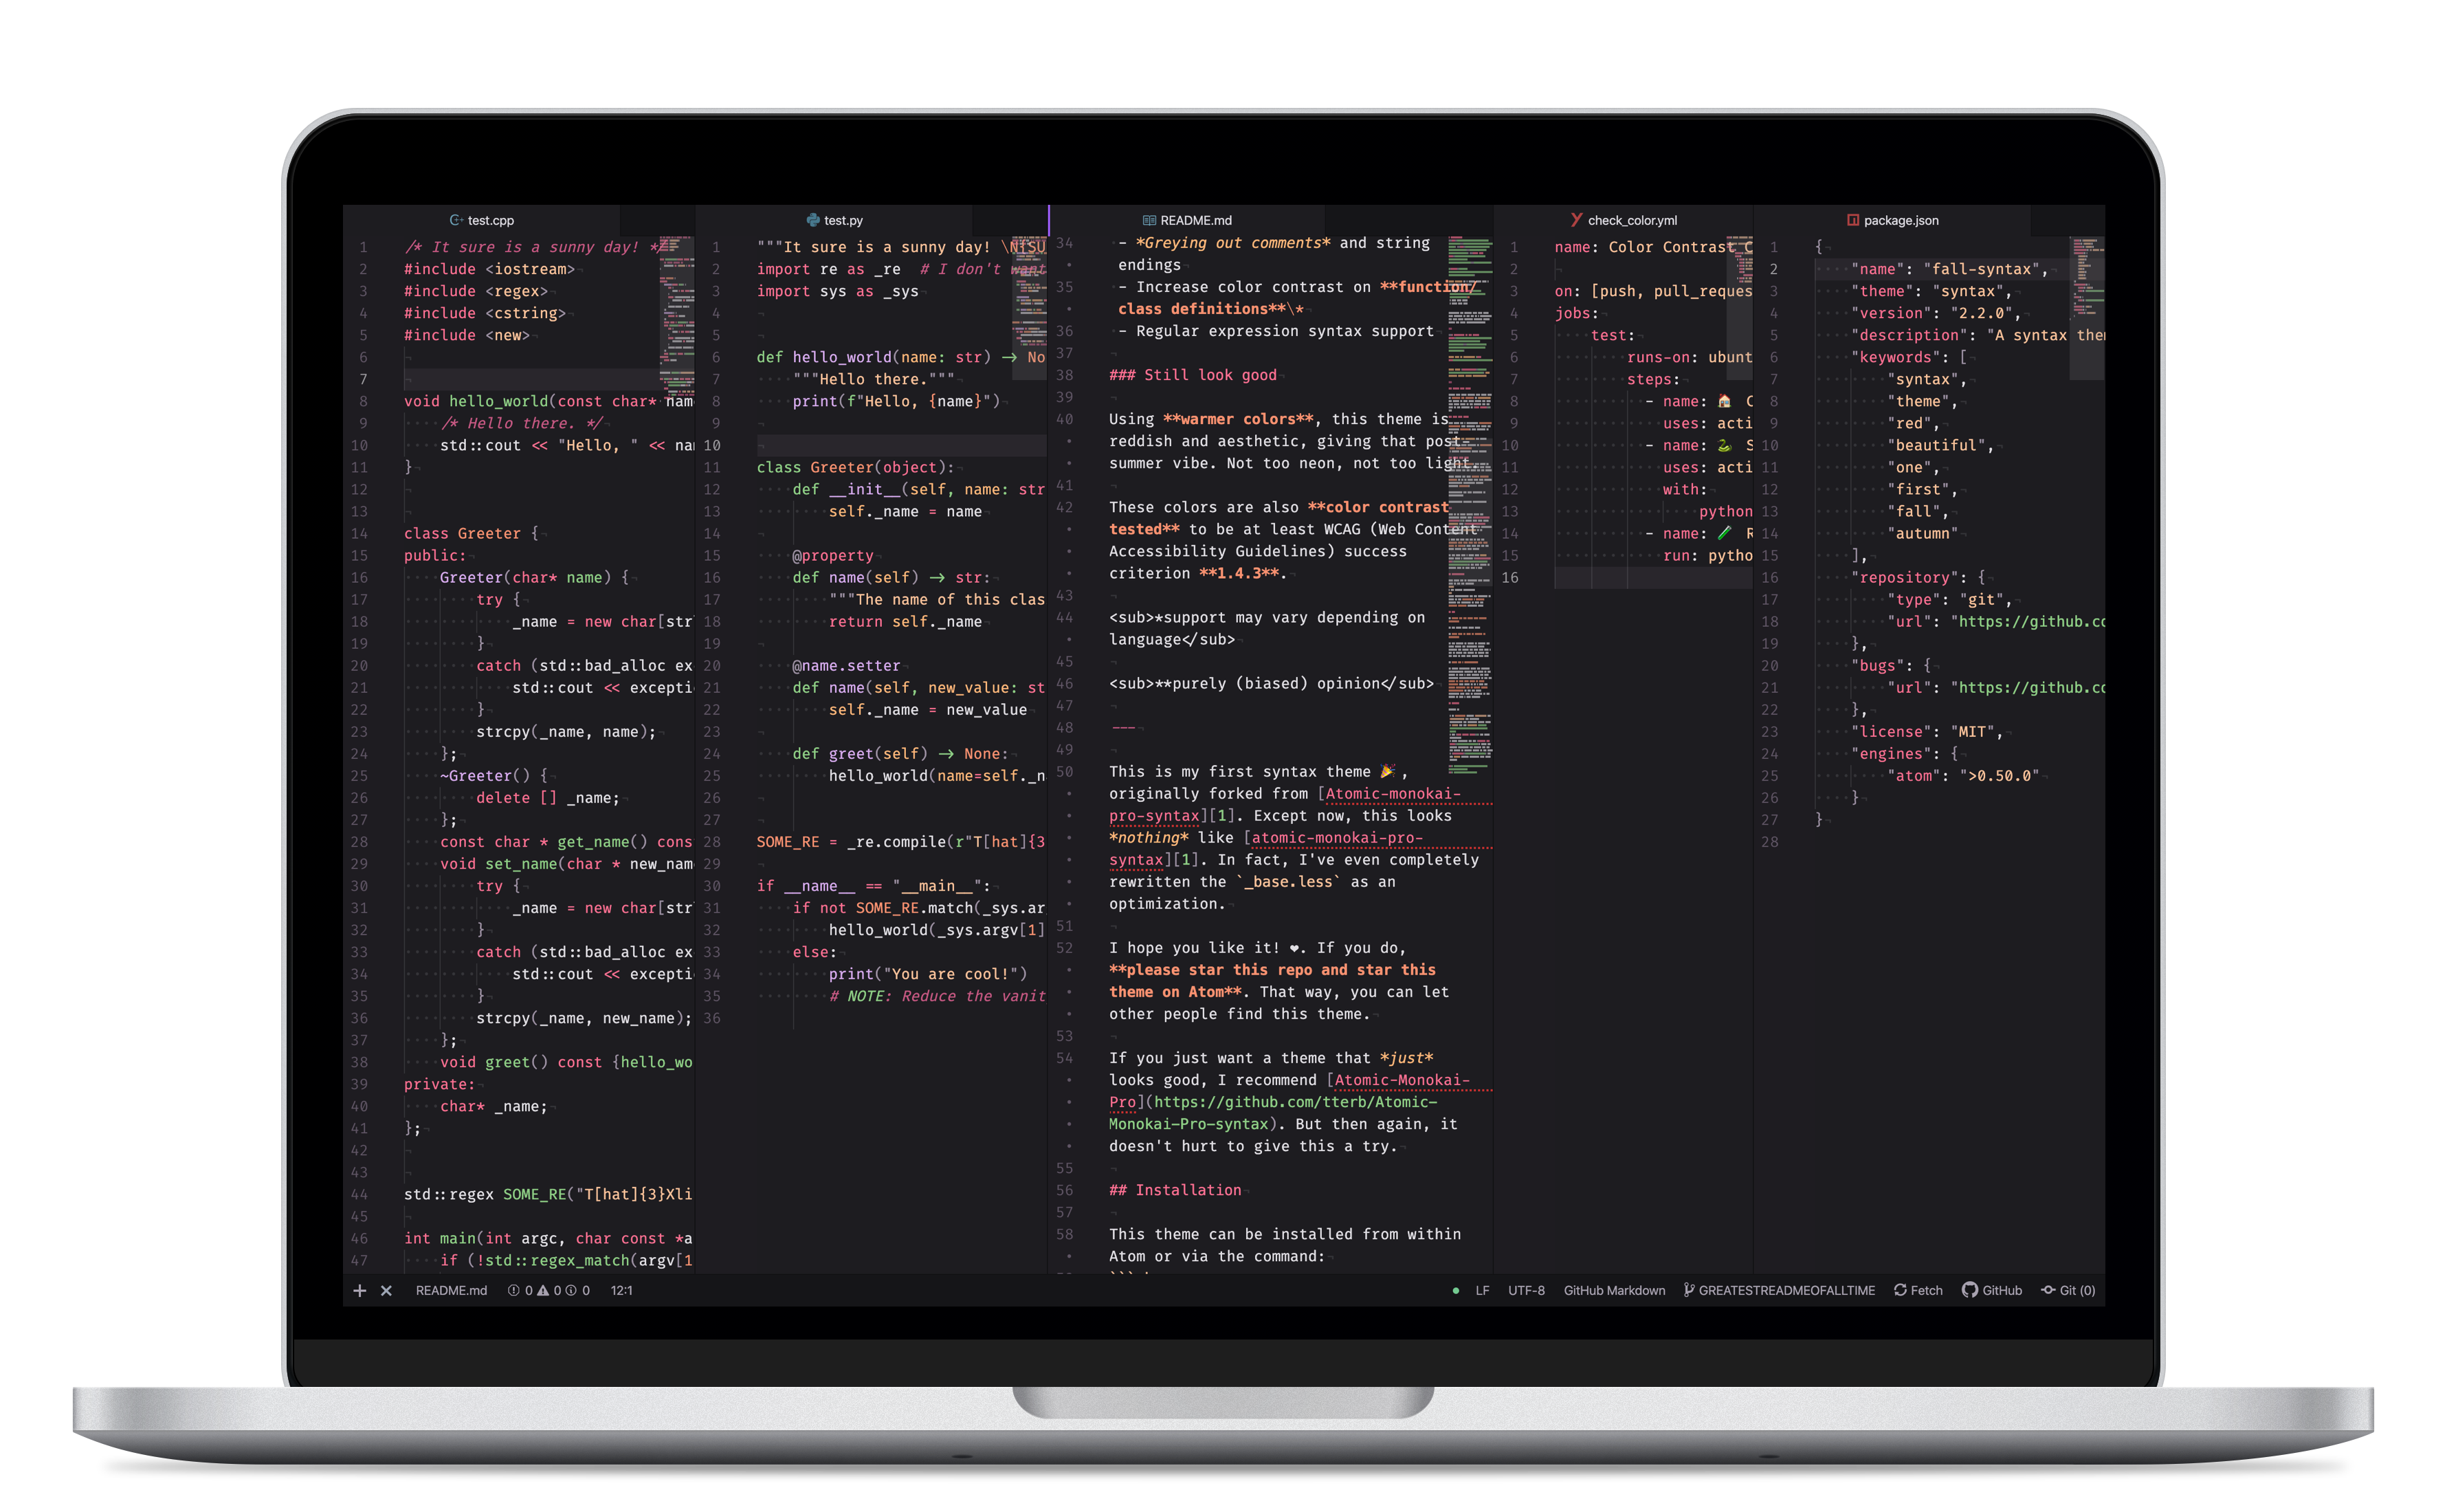 test.cpp
1 /* It sure is a sunny day! */
2 #include <iostream>
3 #include <regex>
4 #include <cstring>
5 #include <new>
6
7
8 void hello_world(const char* nam
9 /* Hello there. */
10 std::cout << "Hello, " << na
11 }
12
13
14 class Greeter {
15 public:
16 Greeter(char* name) {
17 try {
18 _name = new char[str
19 }
20 catch (std::bad_alloc ex
21 std::cout << excepti
22 }
23 strcpy(_name, name);
24 };
25 ~Greeter() {
26 delete [] _name;
27 };
28 const char * get_name() cons
29 void set_name(char * new_nam
30 try {
31 _name = new char[str
32 }
33 catch (std::bad_alloc ex
34 std::cout << excepti
35 }
36 strcpy(_name, new_name);
37 };
38 void greet() const {hello_wo
39 private:
40 char* _name;
41 };
42
43
44 std::regex SOME_RE("T[hat]{3}Xli
45
46 int main(int argc, char const *a
47 if (!std::regex_match(argv[1
test.py
1 """It sure is a sunny day! \N{SU
2 import re as _re # I don't want
3 import sys as _sys
4
5
6 def hello_world(name: str) -> No
7 """Hello there."""
8 print(f"Hello, {name}")
9
10
11 class Greeter(object):
12 def __init__(self, name: str
13 self._name = name
14
15 @property
16 def name(self) -> str:
17 """The name of this clas
18 return self._name
19
20 @name.setter
21 def name(self, new_value: st
22 self._name = new_value
23
24 def greet(self) -> None:
25 hello_world(name=self._n
26
27
28 SOME_RE = _re.compile(r"T[hat]{3
29
30 if __name__ == "__main__":
31 if not SOME_RE.match(_sys.ar
32 hello_world(_sys.argv[1]
33 else:
34 print("You are cool!")
35 # NOTE: Reduce the vanit
36
README.md
34 - *Greying out comments* and string
endings
35 - Increase color contrast on **function/
class definitions**\*
36 - Regular expression syntax support
37
38 ### Still look good
39
40 Using **warmer colors**, this theme is
reddish and aesthetic, giving that post-
summer vibe. Not too neon, not too light.
41
42 These colors are also **color contrast
tested** to be at least WCAG (Web Content
Accessibility Guidelines) success
criterion **1.4.3**.
43
44 <sub>*support may vary depending on
language</sub>
45
46 <sub>**purely (biased) opinion</sub>
47
48 ---
49
50 This is my first syntax theme 🎉,
originally forked from [Atomic-monokai-
pro-syntax][1]. Except now, this looks
*nothing* like [atomic-monokai-pro-
syntax][1]. In fact, I've even completely
rewritten the `_base.less` as an
optimization.
51
52 I hope you like it! ❤. If you do,
**please star this repo and star this
theme on Atom**. That way, you can let
other people find this theme.
53
54 If you just want a theme that *just*
looks good, I recommend [Atomic-Monokai-
Pro](https://github.com/tterb/Atomic-
Monokai-Pro-syntax). But then again, it
doesn't hurt to give this a try.
55
56 ## Installation
57
58 This theme can be installed from within
Atom or via the command:
check_color.yml
1 name: Color Contrast C
2
3 on: [push, pull_reques
4 jobs:
5 test:
6 runs-on: ubunt
7 steps:
8 - name: 🏠 C
9 uses: acti
10 - name: 🐍 S
11 uses: acti
12 with:
13 python
14 - name: 🧪 R
15 run: pytho
16
package.json
1 {
2 "name": "fall-syntax",
3 "theme": "syntax",
4 "version": "2.2.0",
5 "description": "A syntax the
6 "keywords": [
7 "syntax",
8 "theme",
9 "red",
10 "beautiful",
11 "one",
12 "first",
13 "fall",
14 "autumn"
15 ],
16 "repository": {
17 "type": "git",
18 "url": "https://github.co
19 },
20 "bugs": {
21 "url": "https://github.co
22 },
23 "license": "MIT",
24 "engines": {
25 "atom": ">0.50.0"
26 }
27 }
28
README.md 0 0 0 12:1
LF UTF-8 GitHub Markdown GREATESTREADMEOFALLTIME Fetch GitHub Git (0)